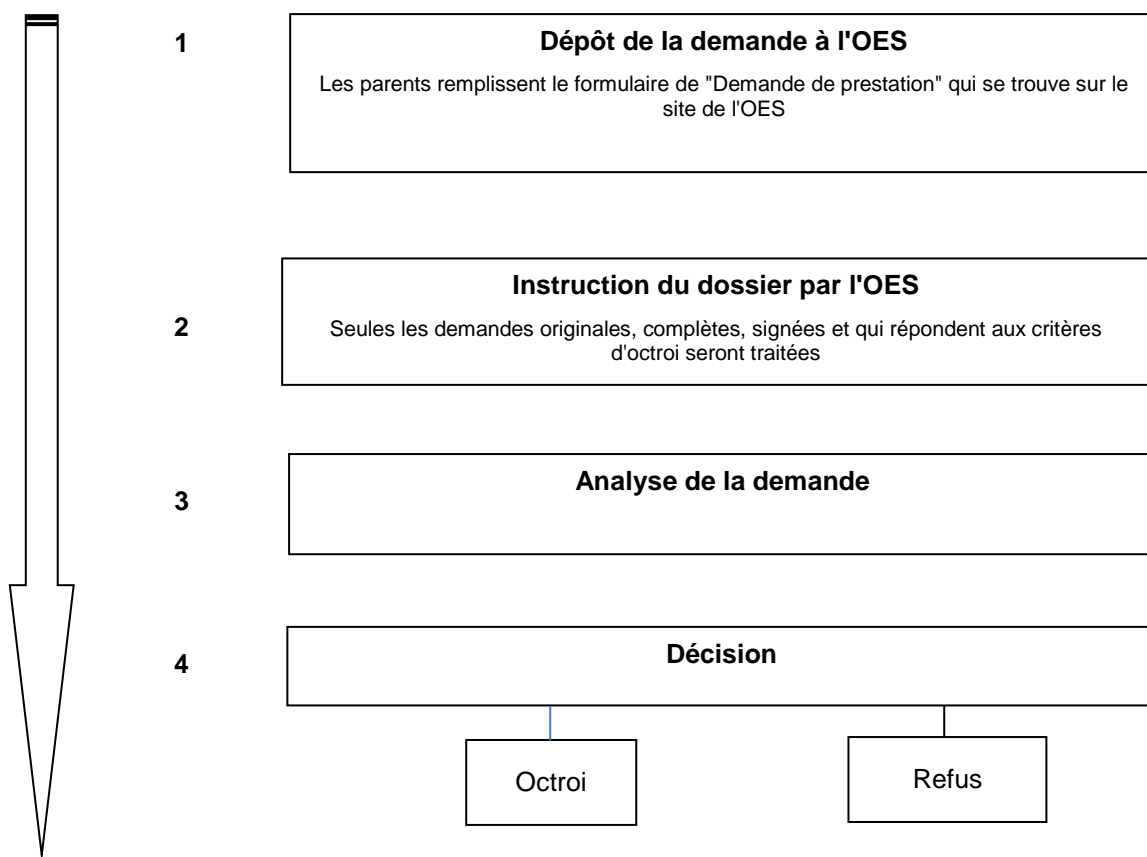 1
Dépôt de la demande à l'OES
Les parents remplissent le formulaire de "Demande de prestation" qui se trouve sur le
site de l'OES
2
Instruction du dossier par l'OES
Seules les demandes originales, complètes, signées et qui répondent aux critères
d'octroi seront traitées
3
Analyse de la demande
4
Décision
Octroi
Refus